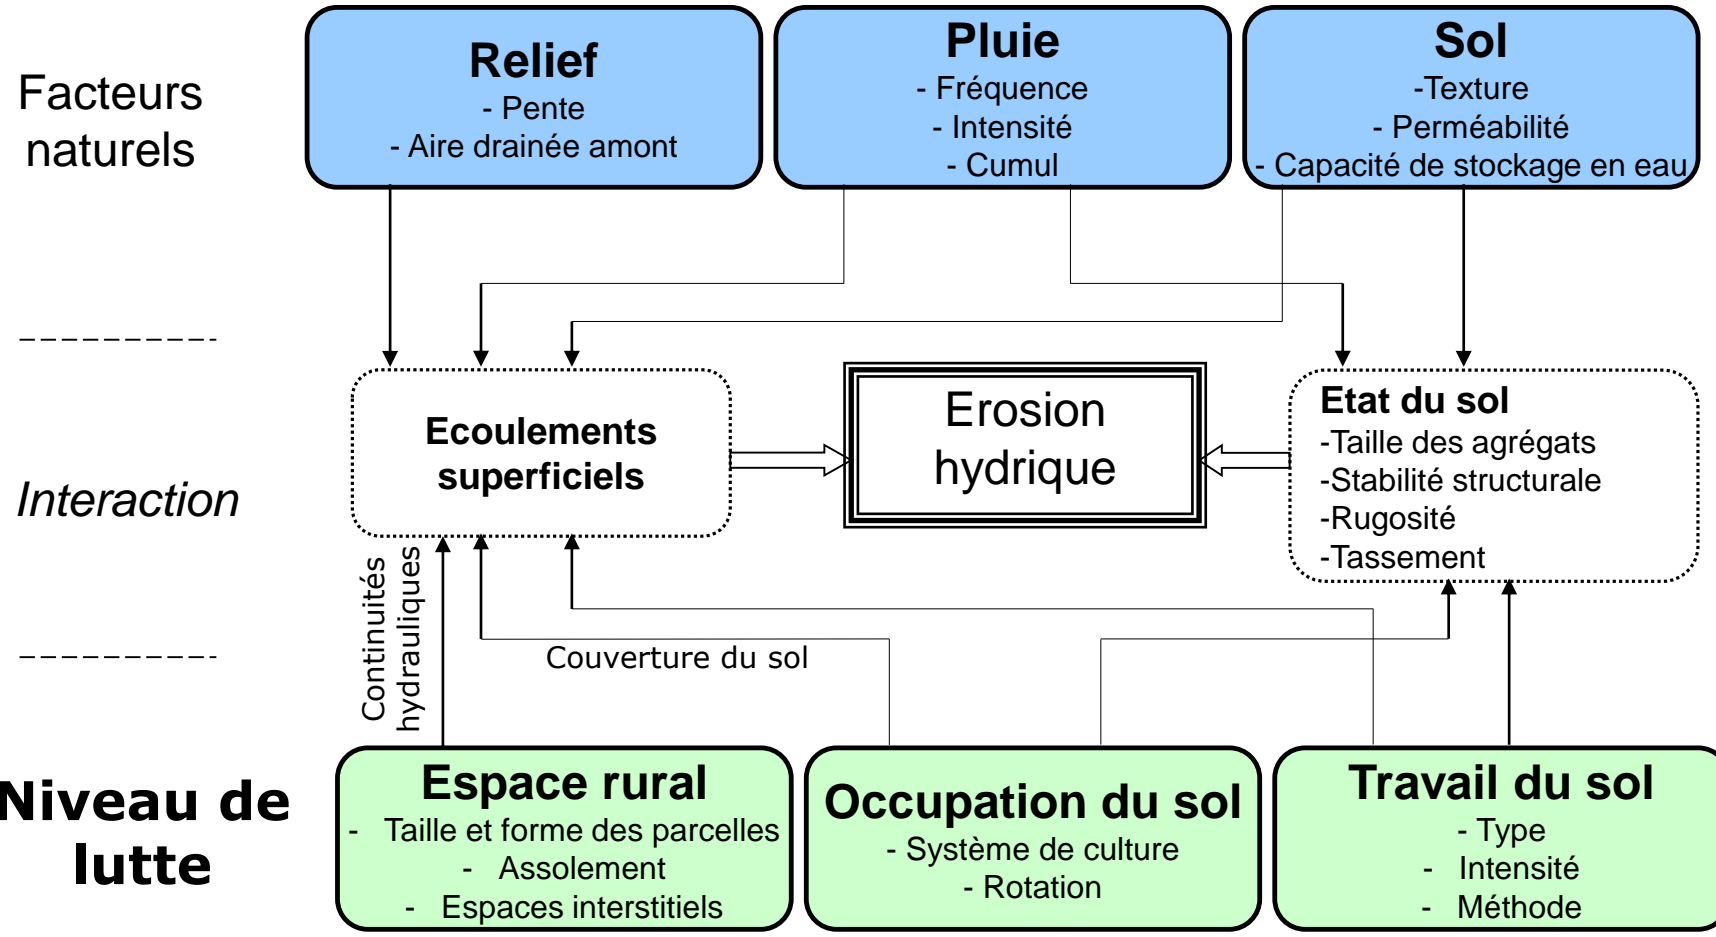 Facteurs
naturels
Relief
- Pente
- Aire drainée amont
Pluie
- Fréquence
- Intensité
- Cumul
Sol
-Texture
- Perméabilité
- Capacité de stockage en eau
Interaction
Ecoulements
superficiels
Erosion
hydrique
Etat du sol
-Taille des agrégats
-Stabilité structurale
-Rugosité
-Tassement
Continuités
hydrauliques
Couverture du sol
Niveau de
lutte
Espace rural
- Taille et forme des parcelles
- Assolement
- Espaces interstitiels
Occupation du sol
- Système de culture
- Rotation
Travail du sol
- Type
- Intensité
- Méthode